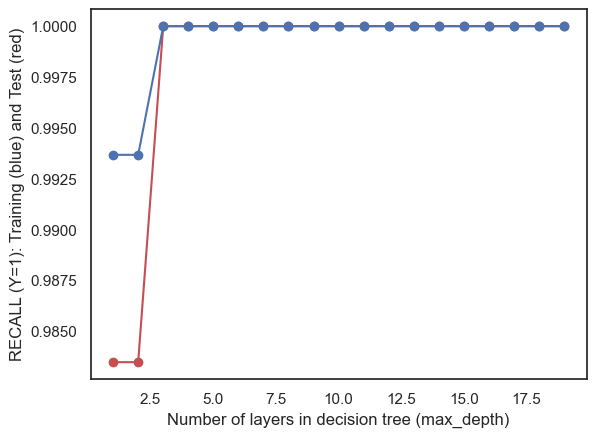 RECALL (Y=1): Training (blue) and Test (red)
1.0000
0.9975
0.9950
0.9925
0.9900
0.9875
0.9850
2.5 5.0 7.5 10.0 12.5 15.0 17.5
Number of layers in decision tree (max_depth)